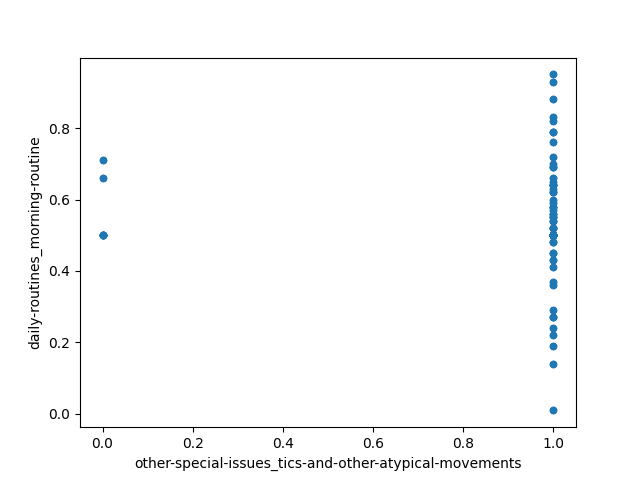 0.8
0.6
0.4
0.2
0.0
daily-routines_morning-routine
0.0 0.2 0.4 0.6 0.8 1.0
other-special-issues_tics-and-other-atypical-movements